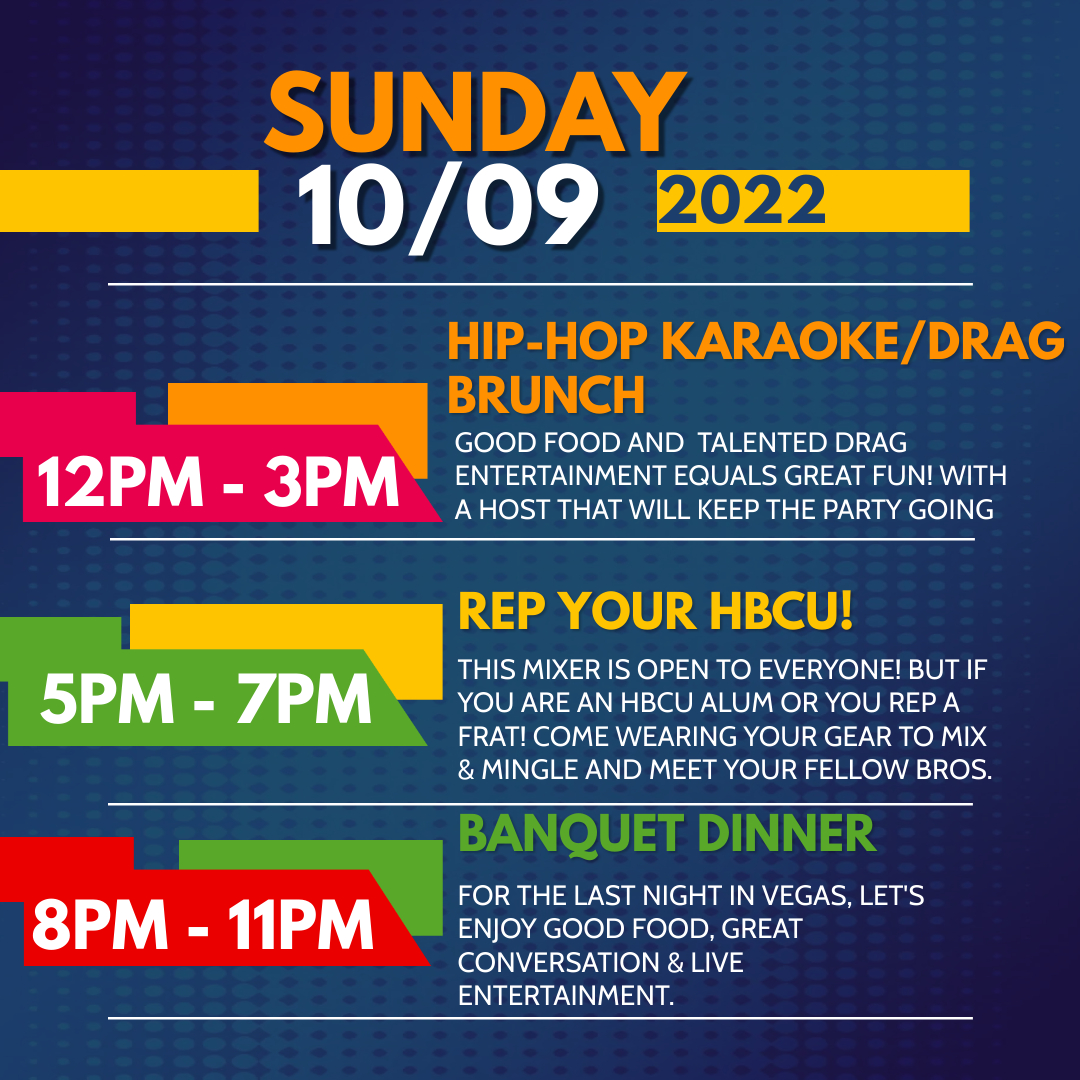 SUNDAY
10/09
2022
HIP-HOP KARAOKE/DRAG
BRUNCH
12PM - 3PM
GOOD FOOD AND TALENTED DRAG
ENTERTAINMENT EQUALS GREAT FUN! WITH
A HOST THAT WILL KEEP THE PARTY GOING
REP YOUR HBCU!
5PM - 7PM
THIS MIXER IS OPEN TO EVERYONE! BUT IF
YOU ARE AN HBCU ALUM OR YOU REP A
FRAT! COME WEARING YOUR GEAR TO MIX
& MINGLE AND MEET YOUR FELLOW BROS.
BANQUET DINNER
8PM - 11PM
FOR THE LAST NIGHT IN VEGAS, LET'S
ENJOY GOOD FOOD, GREAT
CONVERSATION & LIVE
ENTERTAINMENT.